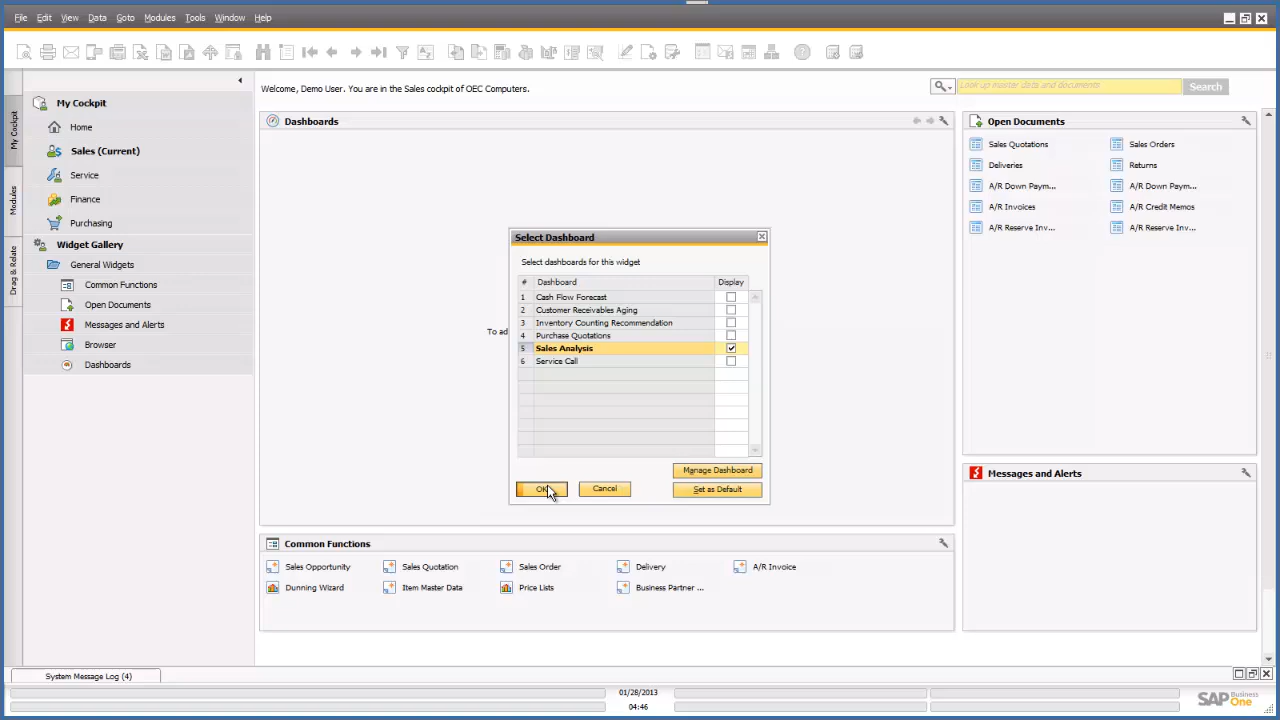 File Edit View Data Goto Modules Tools Window Help
Welcome, Demo User. You are in the Sales cockpit of OEC Computers.
Look up master data and documents
Search
My Cockpit
Modules
Drag & Relate
My Cockpit
Home
Sales (Current)
Service
Finance
Purchasing
Widget Gallery
General Widgets
Common Functions
Open Documents
Messages and Alerts
Browser
Dashboards
Dashboards
To ad
Select Dashboard
Select dashboards for this widget
# Dashboard Display
1 Cash Flow Forecast
2 Customer Receivables Aging
3 Inventory Counting Recommendation
4 Purchase Quotations
5 Sales Analysis
6 Service Call
Manage Dashboard
OK Cancel Set as Default
Common Functions
Sales Opportunity Sales Quotation Sales Order Delivery A/R Invoice
Dunning Wizard Item Master Data Price Lists Business Partner ...
Open Documents
Sales Quotations Sales Orders
Deliveries Returns
A/R Down Paym... A/R Down Paym...
A/R Invoices A/R Credit Memos
A/R Reserve Inv... A/R Reserve Inv...
Messages and Alerts
System Message Log (4)
01/28/2013
04:46
SAP Business One